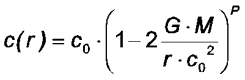 c(r) = c₀ · (1 − 2 G · M / r · c₀²)ᴾ